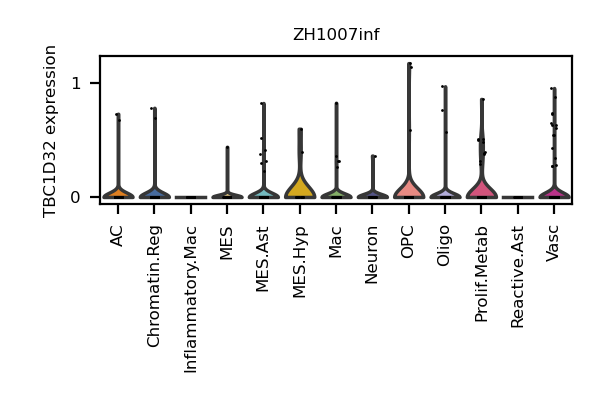 ZH1007inf
TBC1D32 expression
1
0
AC
Chromatin.Reg
Inflammatory.Mac
MES
MES.Ast
MES.Hyp
Mac
Neuron
OPC
Oligo
Prolif.Metab
Reactive.Ast
Vasc